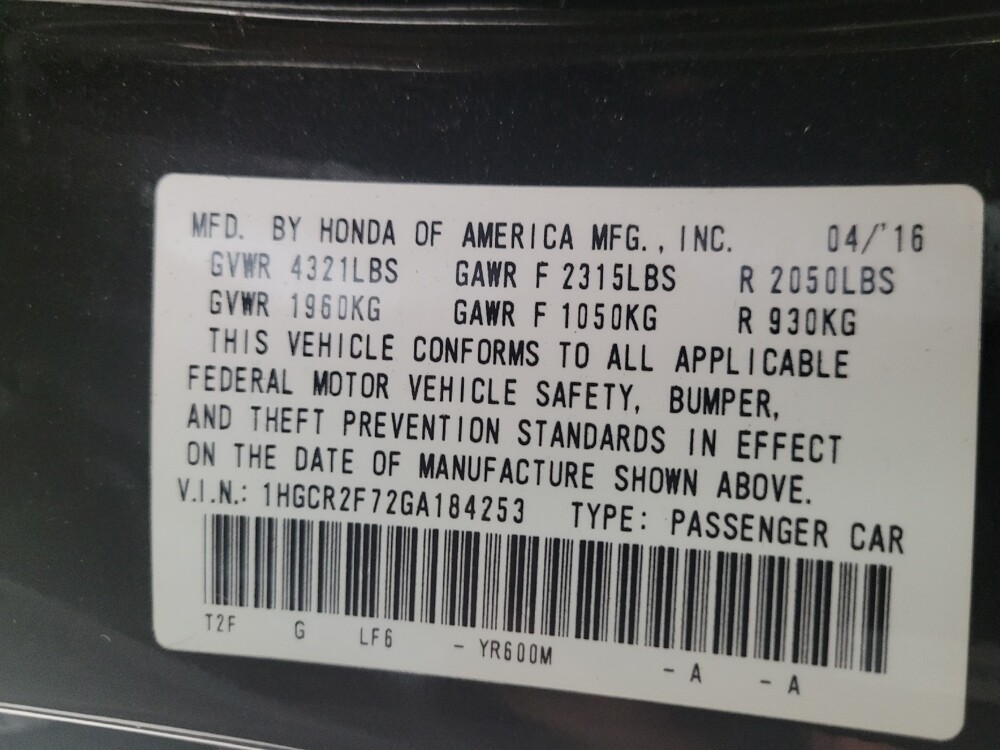 MFD. BY HONDA OF AMERICA MFG., INC. 04/'16
GVWR 4321LBS GAWR F 2315LBS R 2050LBS
GVWR 1960KG GAWR F 1050KG R 930KG
THIS VEHICLE CONFORMS TO ALL APPLICABLE
FEDERAL MOTOR VEHICLE SAFETY, BUMPER,
AND THEFT PREVENTION STANDARDS IN EFFECT
ON THE DATE OF MANUFACTURE SHOWN ABOVE.
V.I.N.: 1HGCR2F72GA184253 TYPE: PASSENGER CAR
T2F G LF6 - YR600M - A - A